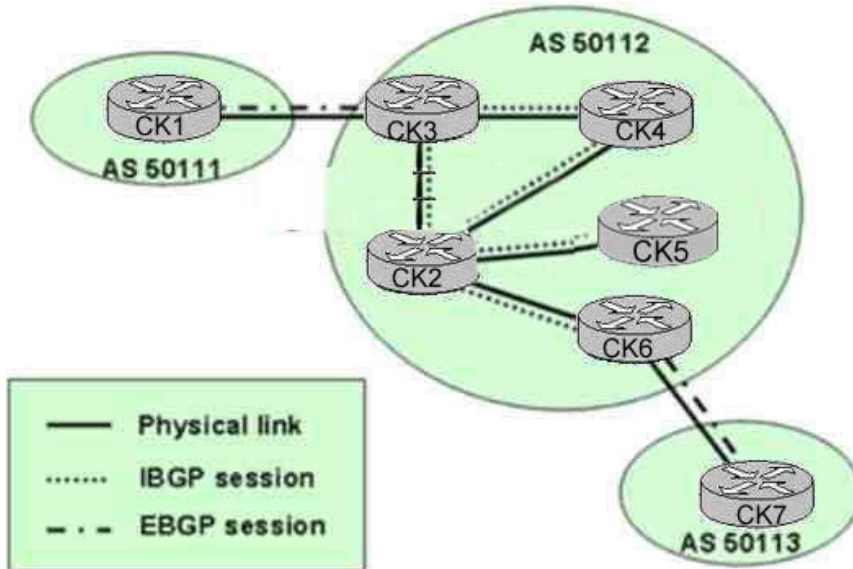 AS 50112
CK1
CK3
CK4
AS 50111
CK2
CK5
CK6
Physical link
IBGP session
EBGP session
CK7
AS 50113